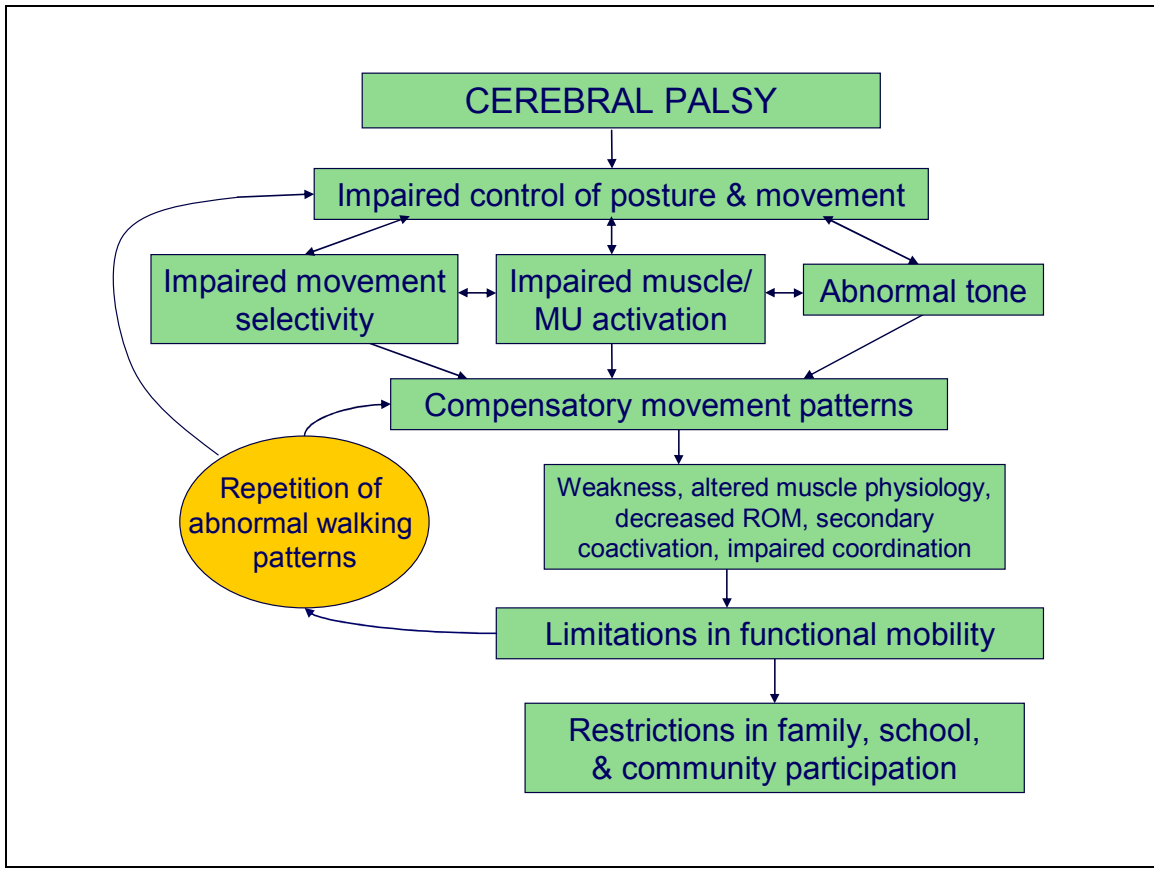 CEREBRAL PALSY
Impaired control of posture & movement
Impaired movement
selectivity
Impaired muscle/
MU activation
Abnormal tone
Compensatory movement patterns
Repetition of
abnormal walking
patterns
Weakness, altered muscle physiology,
decreased ROM, secondary
coactivation, impaired coordination
Limitations in functional mobility
Restrictions in family, school,
& community participation